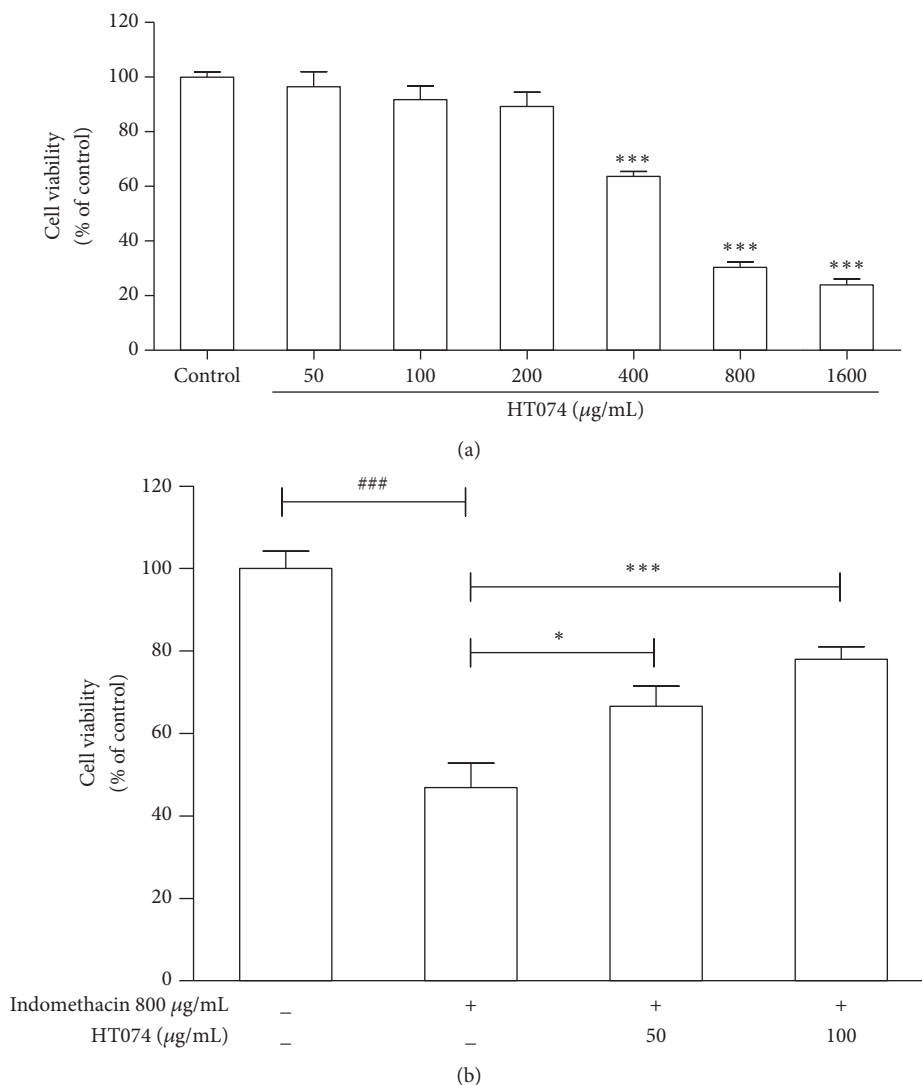 120
100
80
60
40
20
0
Cell viability
(% of control)
***
***
***
Control 50 100 200 400 800 1600
HT074 (μg/mL)
(a)
120
100
80
60
40
20
0
Cell viability
(% of control)
###
***
*
Indomethacin 800 μg/mL – + + +
HT074 (μg/mL) – – 50 100
(b)